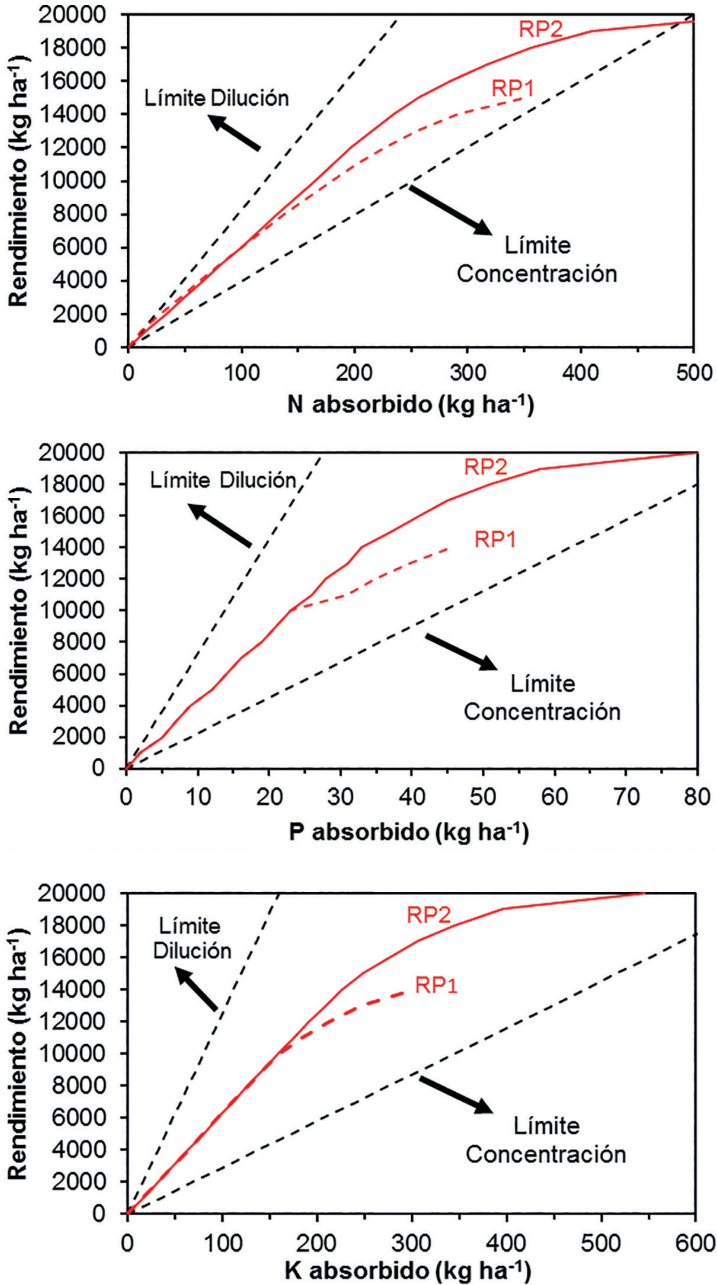 20000
18000
16000
14000
12000
10000
8000
6000
4000
2000
0
Rendimiento (kg ha-1)
Límite Dilución
RP2
RP1
Límite
Concentración
0
100
200
300
400
500
N absorbido (kg ha-1)
20000
18000
16000
14000
12000
10000
8000
6000
4000
2000
0
Rendimiento (kg ha-1)
Límite Dilución
RP2
RP1
Límite
Concentración
0
10
20
30
40
50
60
70
80
P absorbido (kg ha-1)
20000
18000
16000
14000
12000
10000
8000
6000
4000
2000
0
Rendimiento (kg ha-1)
Límite
Dilución
RP2
RP1
Límite
Concentración
0
100
200
300
400
500
600
K absorbido (kg ha-1)